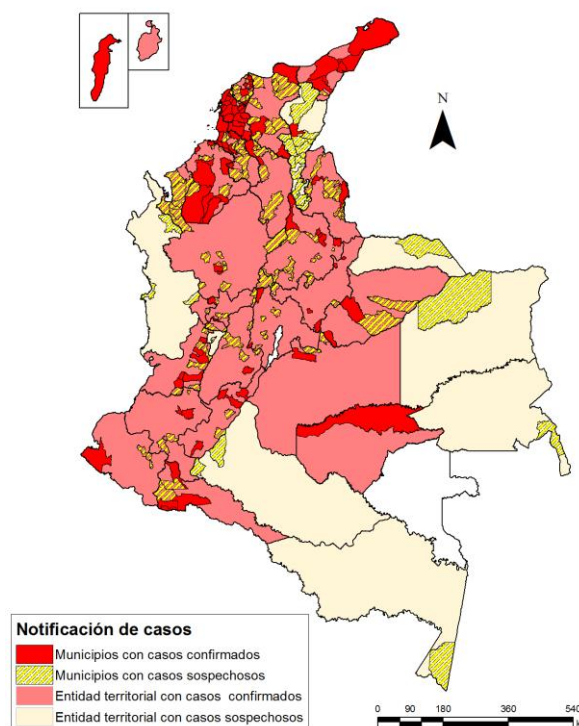 N
Notificación de casos
Municipios con casos confirmados
Municipios con casos sospechosos
Entidad territorial con casos confirmados
Entidad territorial con casos sospechosos
0 90 180 360 540